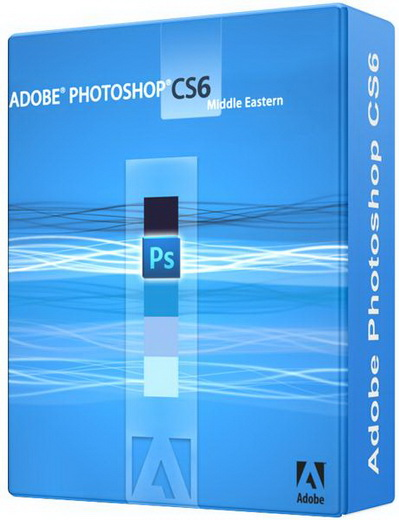 ADOBE® PHOTOSHOP® CS6
Middle Eastern
Ps
Adobe
Adobe Photoshop CS6